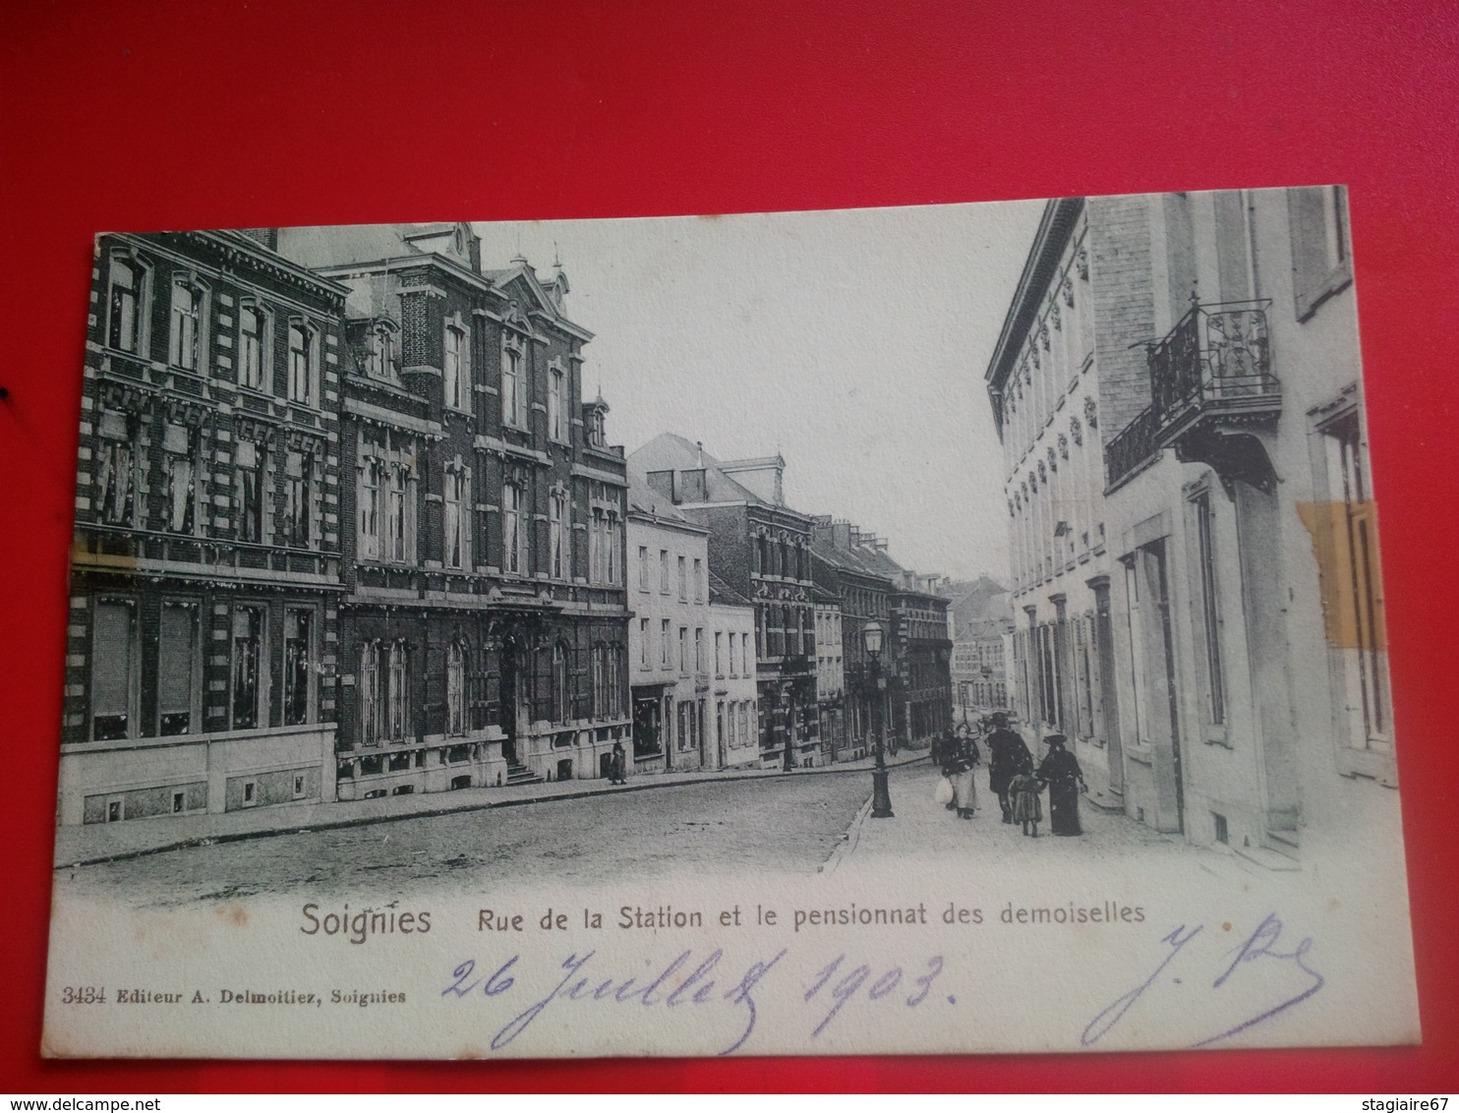 Soignies Rue de la Station et le pensionnat des demoiselles
3434 Editeur A. Delmoitiez, Soignies
26 Juillet 1903.
delcampe.net
stagiaire67